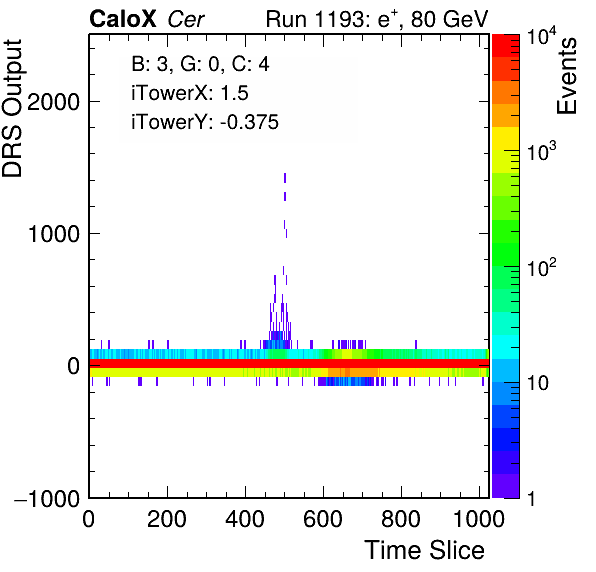 CaloX Cer Run 1193: e⁺, 80 GeV
B: 3, G: 0, C: 4
iTowerX: 1.5
iTowerY: -0.375
DRS Output
2000
1000
0
−1000
0 200 400 600 800 1000
Time Slice
10⁴
10³
10²
10
1
Events